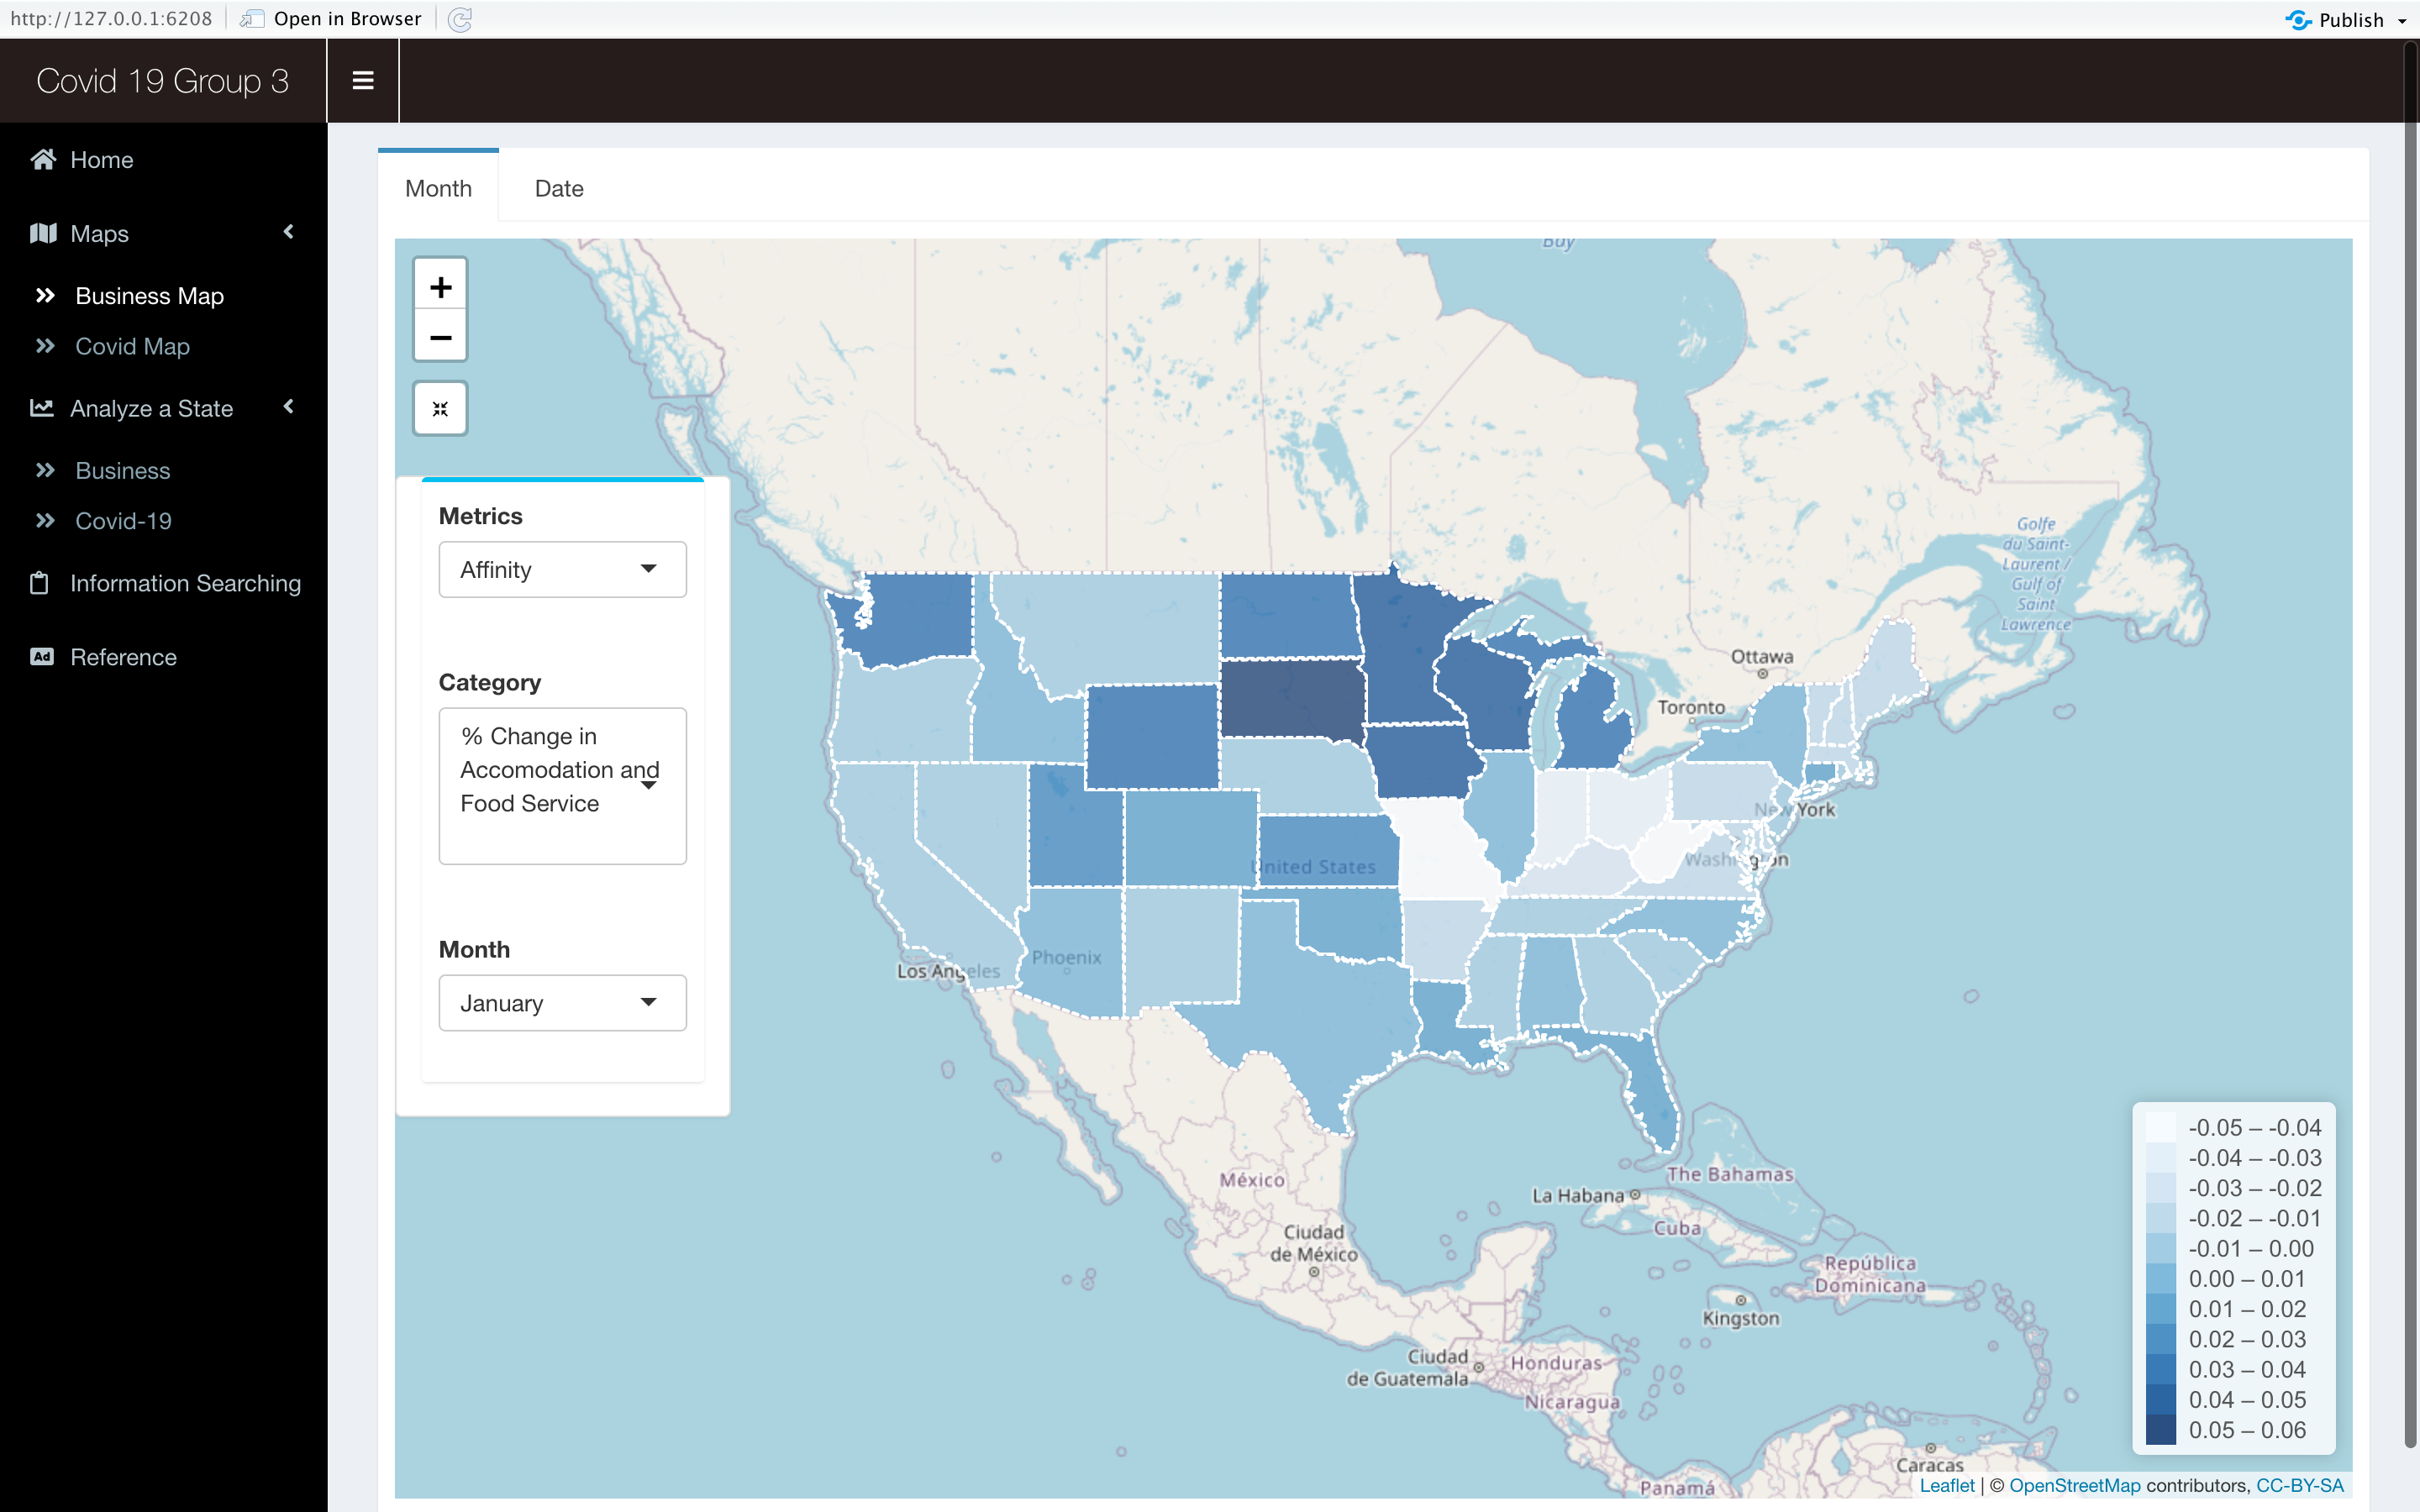 http://127.0.0.1:6208
Open in Browser
Publish
Covid 19 Group 3
Home
Maps
Business Map
Covid Map
Analyze a State
Business
Covid-19
Information Searching
Ad Reference
Month
Date
+
−
Metrics
Affinity
Category
% Change in
Accomodation and
Food Service
Month
January
Bay
Golfe
du Saint-
Laurent /
Gulf of
Saint
Lawrence
Ottawa
Toronto
New York
Washington
United States
Phoenix
Los Angeles
México
Ciudad
de México
La Habana
The Bahamas
Cuba
República
Dominicana
Kingston
Ciudad
de Guatemala
Honduras
Nicaragua
Caracas
Panamá
-0.05 – -0.04
-0.04 – -0.03
-0.03 – -0.02
-0.02 – -0.01
-0.01 – 0.00
0.00 – 0.01
0.01 – 0.02
0.02 – 0.03
0.03 – 0.04
0.04 – 0.05
0.05 – 0.06
Leaflet | © OpenStreetMap contributors, CC-BY-SA